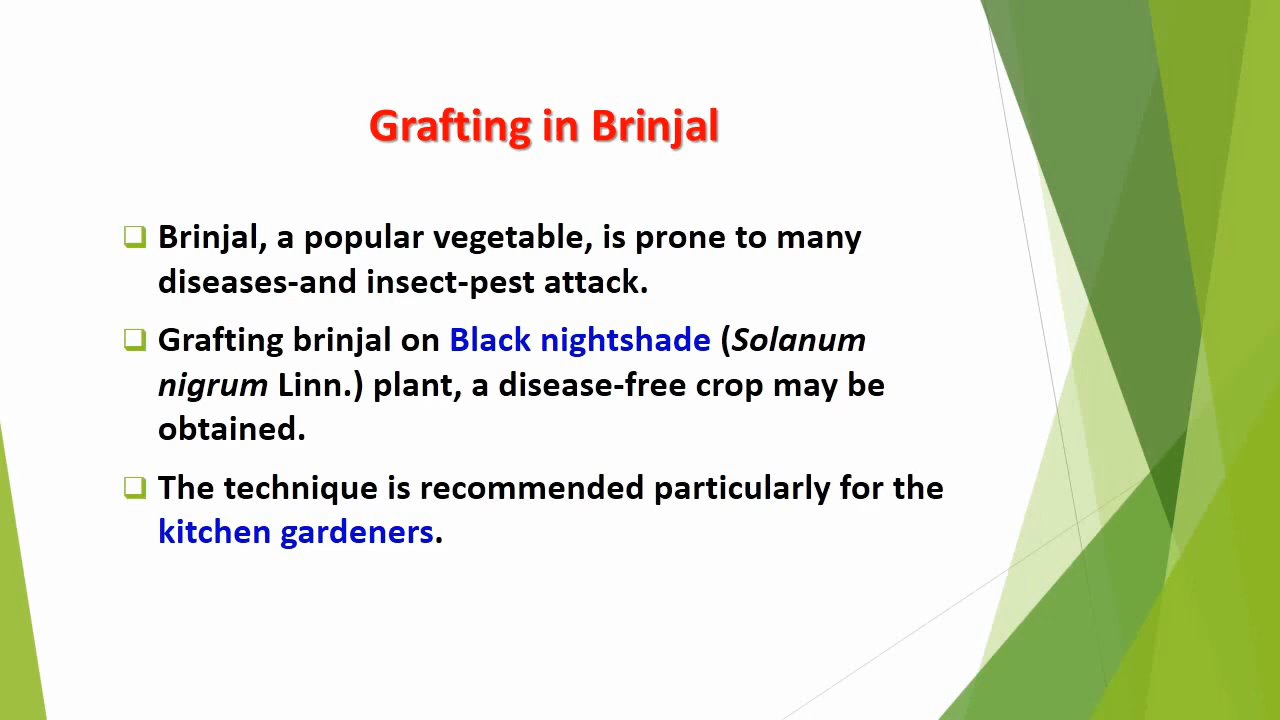 Grafting in Brinjal
Brinjal, a popular vegetable, is prone to many
diseases-and insect-pest attack.
Grafting brinjal on Black nightshade (Solanum
nigrum Linn.) plant, a disease-free crop may be
obtained.
The technique is recommended particularly for the
kitchen gardeners.